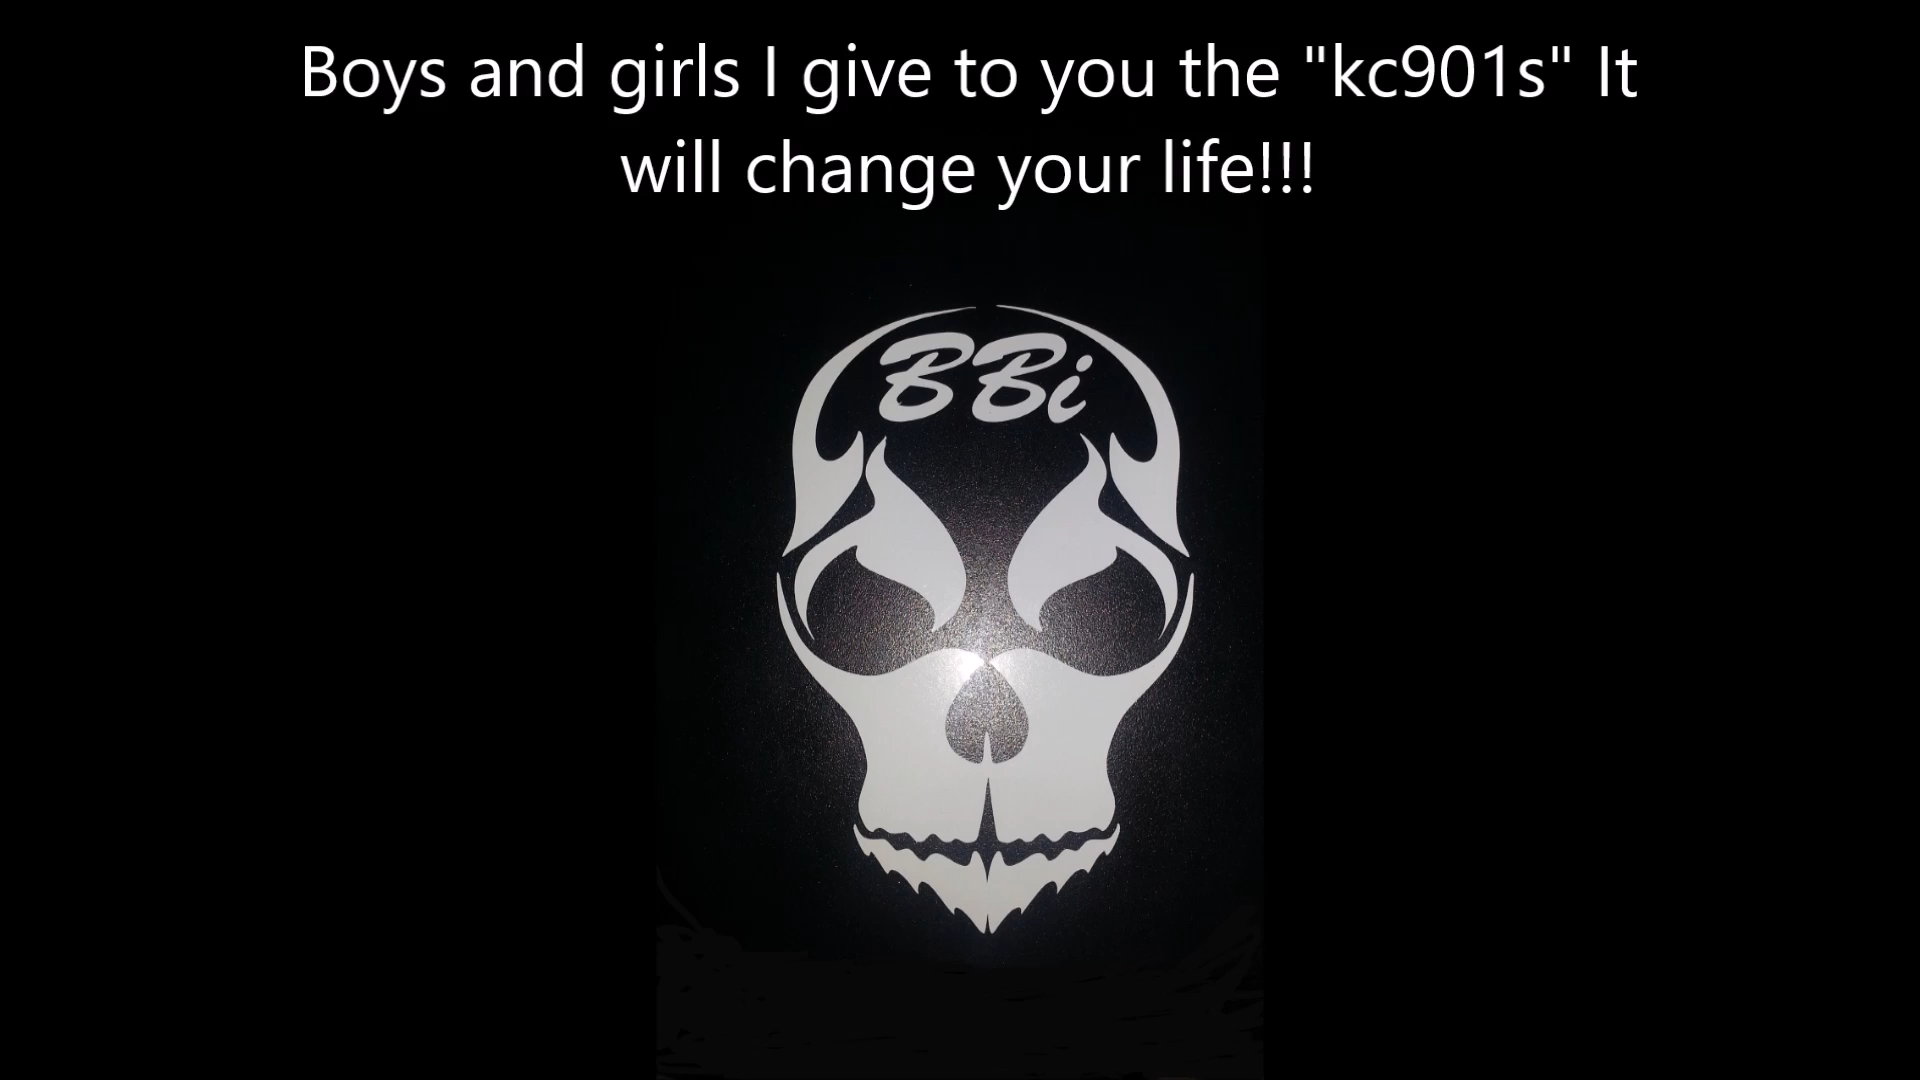 Boys and girls I give to you the "kc901s" It
will change your life!!!
BBi